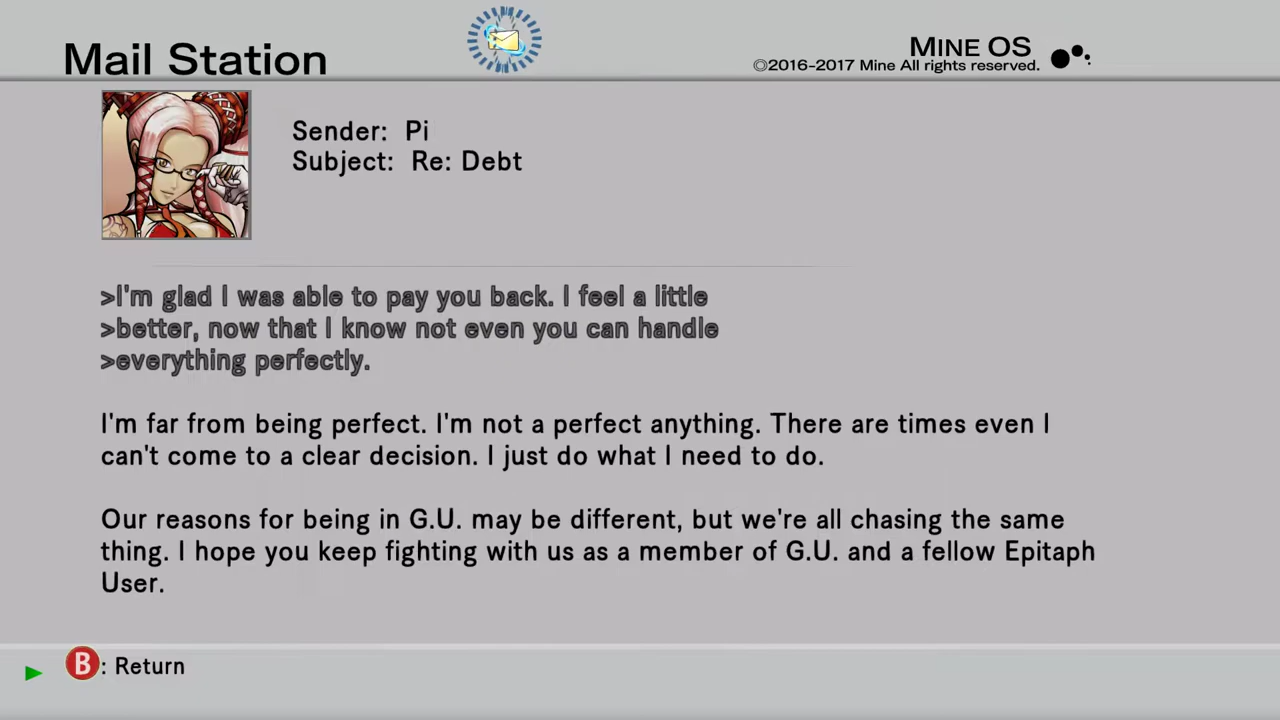 Mail Station
MINE OS
©2016-2017 Mine All rights reserved.
Sender: Pi
Subject: Re: Debt
>I'm glad I was able to pay you back. I feel a little
>better, now that I know not even you can handle
>everything perfectly.
I'm far from being perfect. I'm not a perfect anything. There are times even I
can't come to a clear decision. I just do what I need to do.
Our reasons for being in G.U. may be different, but we're all chasing the same
thing. I hope you keep fighting with us as a member of G.U. and a fellow Epitaph
User.
B: Return